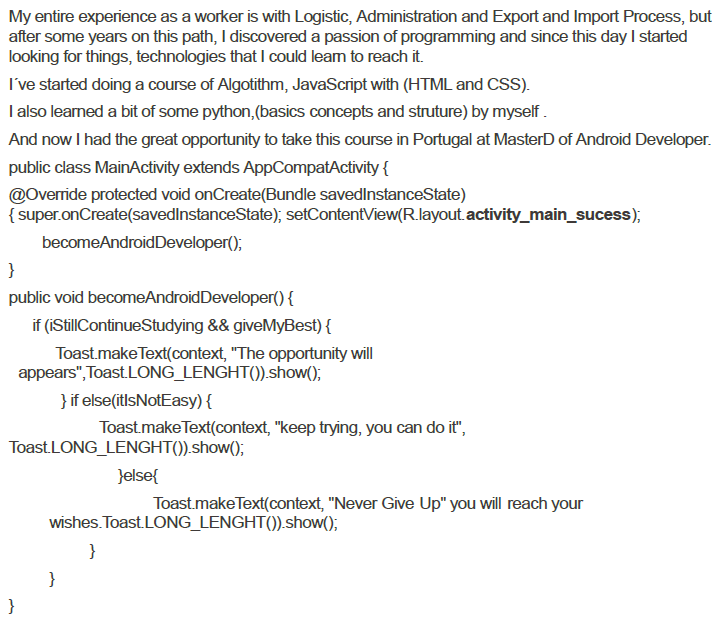 My entire experience as a worker is with Logistic, Administration and Export and Import Process, but
after some years on this path, I discovered a passion of programming and since this day I started
looking for things, technologies that I could learn to reach it.
I´ve started doing a course of Algotithm, JavaScript with (HTML and CSS).
I also learned a bit of some python,(basics concepts and struture) by myself .
And now I had the great opportunity to take this course in Portugal at MasterD of Android Developer.
public class MainActivity extends AppCompatActivity {
@Override protected void onCreate(Bundle savedInstanceState)
{ super.onCreate(savedInstanceState); setContentView(R.layout.activity_main_sucess);
becomeAndroidDeveloper();
}
public void becomeAndroidDeveloper() {
if (iStillContinueStudying && giveMyBest) {
Toast.makeText(context, "The opportunity will
appears",Toast.LONG_LENGHT()).show();
} if else(itIsNotEasy) {
Toast.makeText(context, "keep trying, you can do it",
Toast.LONG_LENGHT()).show();
}else{
Toast.makeText(context, "Never Give Up" you will reach your
wishes.Toast.LONG_LENGHT()).show();
}
}
}